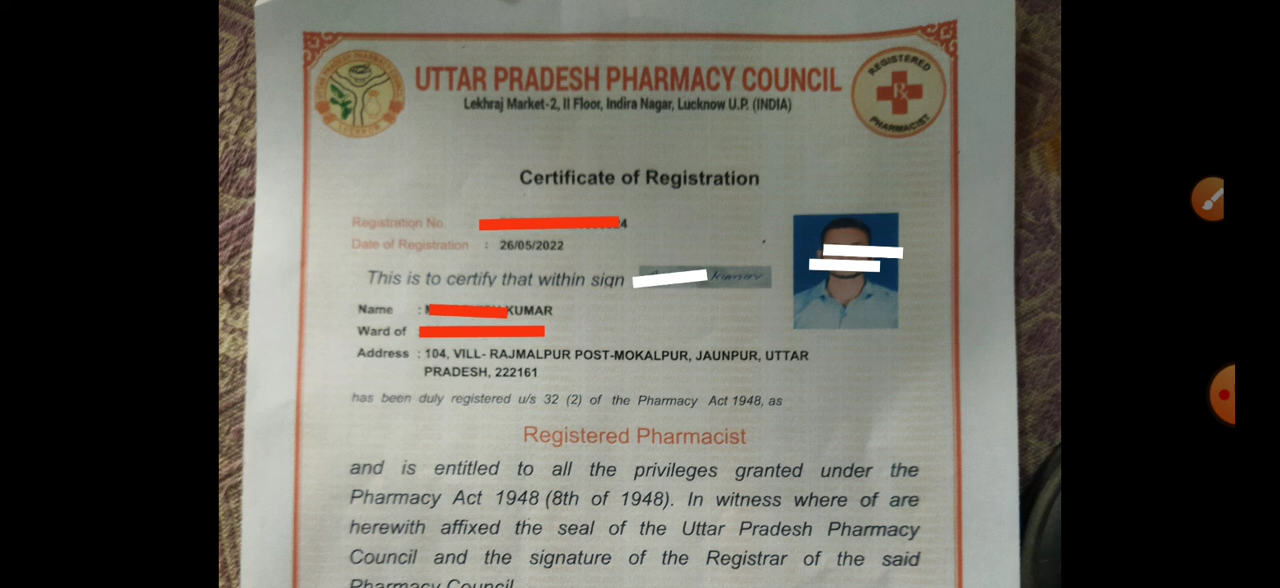 UTTAR PRADESH PHARMACY COUNCIL
Lekhraj Market-2, II Floor, Indira Nagar, Lucknow U.P. (INDIA)
REGISTERED
Rx
PHARMACIST
Certificate of Registration
Registration No. 4
Date of Registration : 26/05/2022
This is to certify that within sign kumar
Name : KUMAR
Ward of :
Address : 104, VILL- RAJMALPUR POST-MOKALPUR, JAUNPUR, UTTAR
PRADESH, 222161
has been duly registered u/s 32 (2) of the Pharmacy Act 1948, as
Registered Pharmacist
and is entitled to all the privileges granted under the
Pharmacy Act 1948 (8th of 1948). In witness where of are
herewith affixed the seal of the Uttar Pradesh Pharmacy
Council and the signature of the Registrar of the said
Pharmacy Council